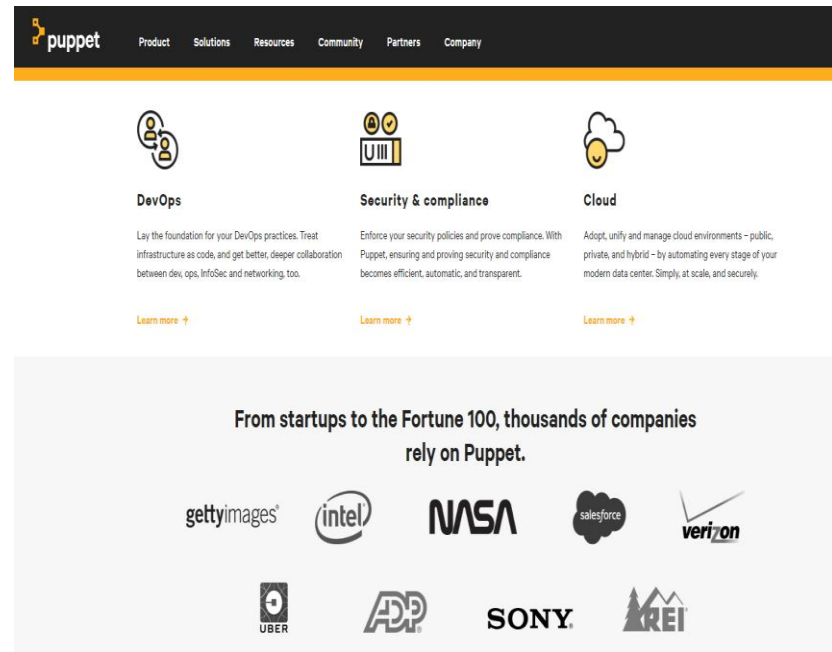 puppet Product Solutions Resources Community Partners Company
DevOps
Lay the foundation for your DevOps practices. Treat
infrastructure as code, and get better, deeper collaboration
between dev, ops, InfoSec and networking, too.
Learn more →
Security & compliance
Enforce your security policies and prove compliance. With
Puppet, ensuring and proving security and compliance
becomes efficient, automatic, and transparent.
Learn more →
Cloud
Adopt, unify and manage cloud environments – public,
private, and hybrid – by automating every stage of your
modern data center. Simply, at scale, and securely.
Learn more →
From startups to the Fortune 100, thousands of companies
rely on Puppet.
gettyimages® intel NASA salesforce verizon
UBER ADP SONY REI